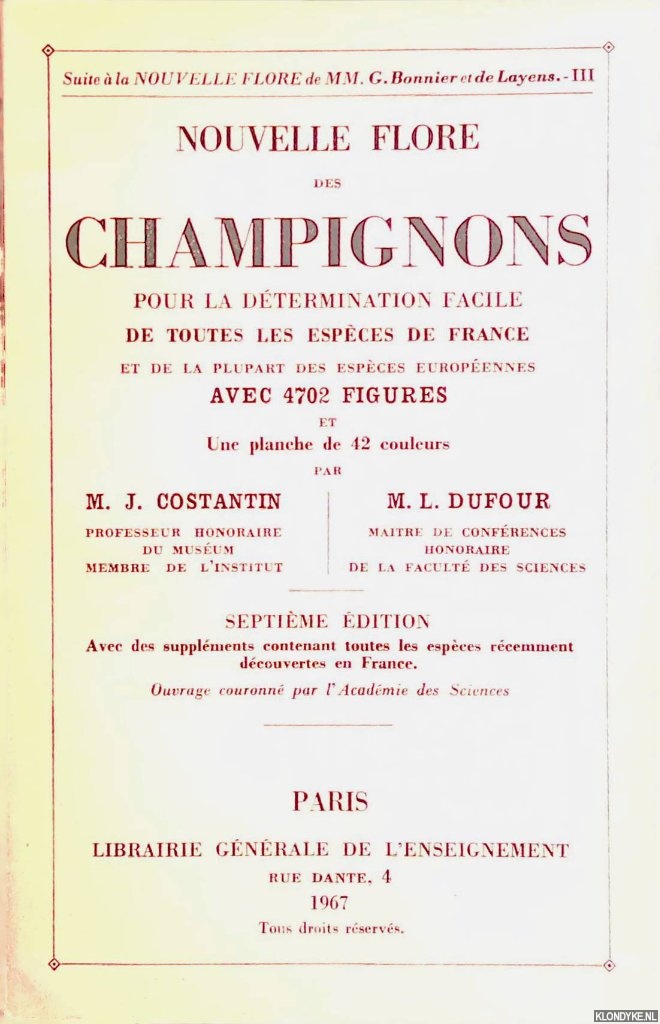 Suite à la NOUVELLE FLORE de MM. G. Bonnier et de Layens. - III
NOUVELLE FLORE
DES
CHAMPIGNONS
POUR LA DÉTERMINATION FACILE
DE TOUTES LES ESPÈCES DE FRANCE
ET DE LA PLUPART DES ESPÈCES EUROPÉENNES
AVEC 4702 FIGURES
ET
Une planche de 42 couleurs
PAR
M. J. COSTANTIN
PROFESSEUR HONORAIRE
DU MUSÉUM
MEMBRE DE L'INSTITUT
M. L. DUFOUR
MAITRE DE CONFÉRENCES
HONORAIRE
DE LA FACULTÉ DES SCIENCES
SEPTIÈME ÉDITION
Avec des suppléments contenant toutes les espèces récemment
découvertes en France.
Ouvrage couronné par l'Académie des Sciences
PARIS
LIBRAIRIE GÉNÉRALE DE L'ENSEIGNEMENT
RUE DANTE, 4
1967
Tous droits réservés.
KLONDYKE.NL